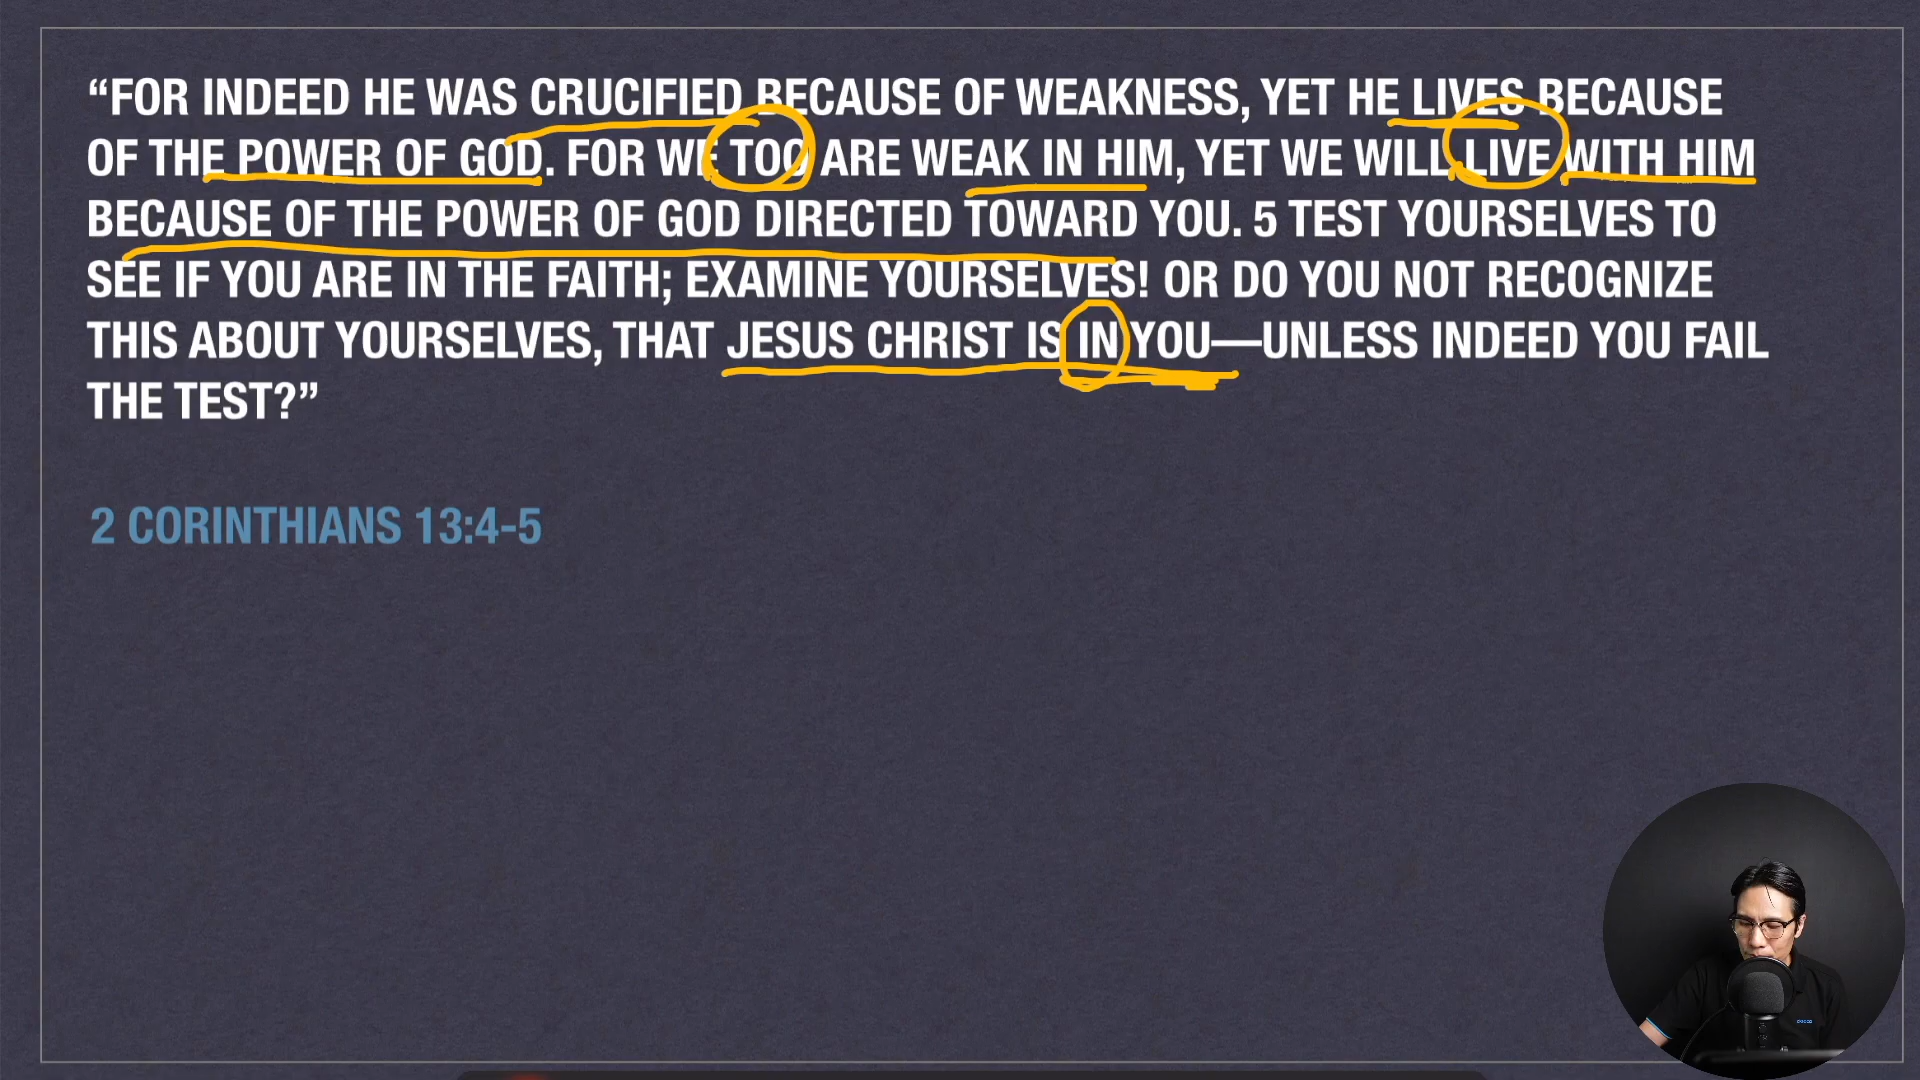 “FOR INDEED HE WAS CRUCIFIED BECAUSE OF WEAKNESS, YET HE LIVES BECAUSE
OF THE POWER OF GOD. FOR WE TOO ARE WEAK IN HIM, YET WE WILL LIVE WITH HIM
BECAUSE OF THE POWER OF GOD DIRECTED TOWARD YOU. 5 TEST YOURSELVES TO
SEE IF YOU ARE IN THE FAITH; EXAMINE YOURSELVES! OR DO YOU NOT RECOGNIZE
THIS ABOUT YOURSELVES, THAT JESUS CHRIST IS IN YOU—UNLESS INDEED YOU FAIL
THE TEST?”
2 CORINTHIANS 13:4-5